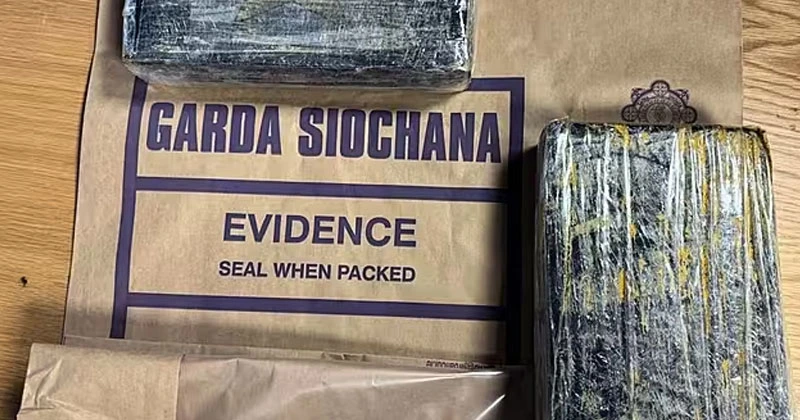 GARDA SIOCHANA
EVIDENCE
SEAL WHEN PACKED